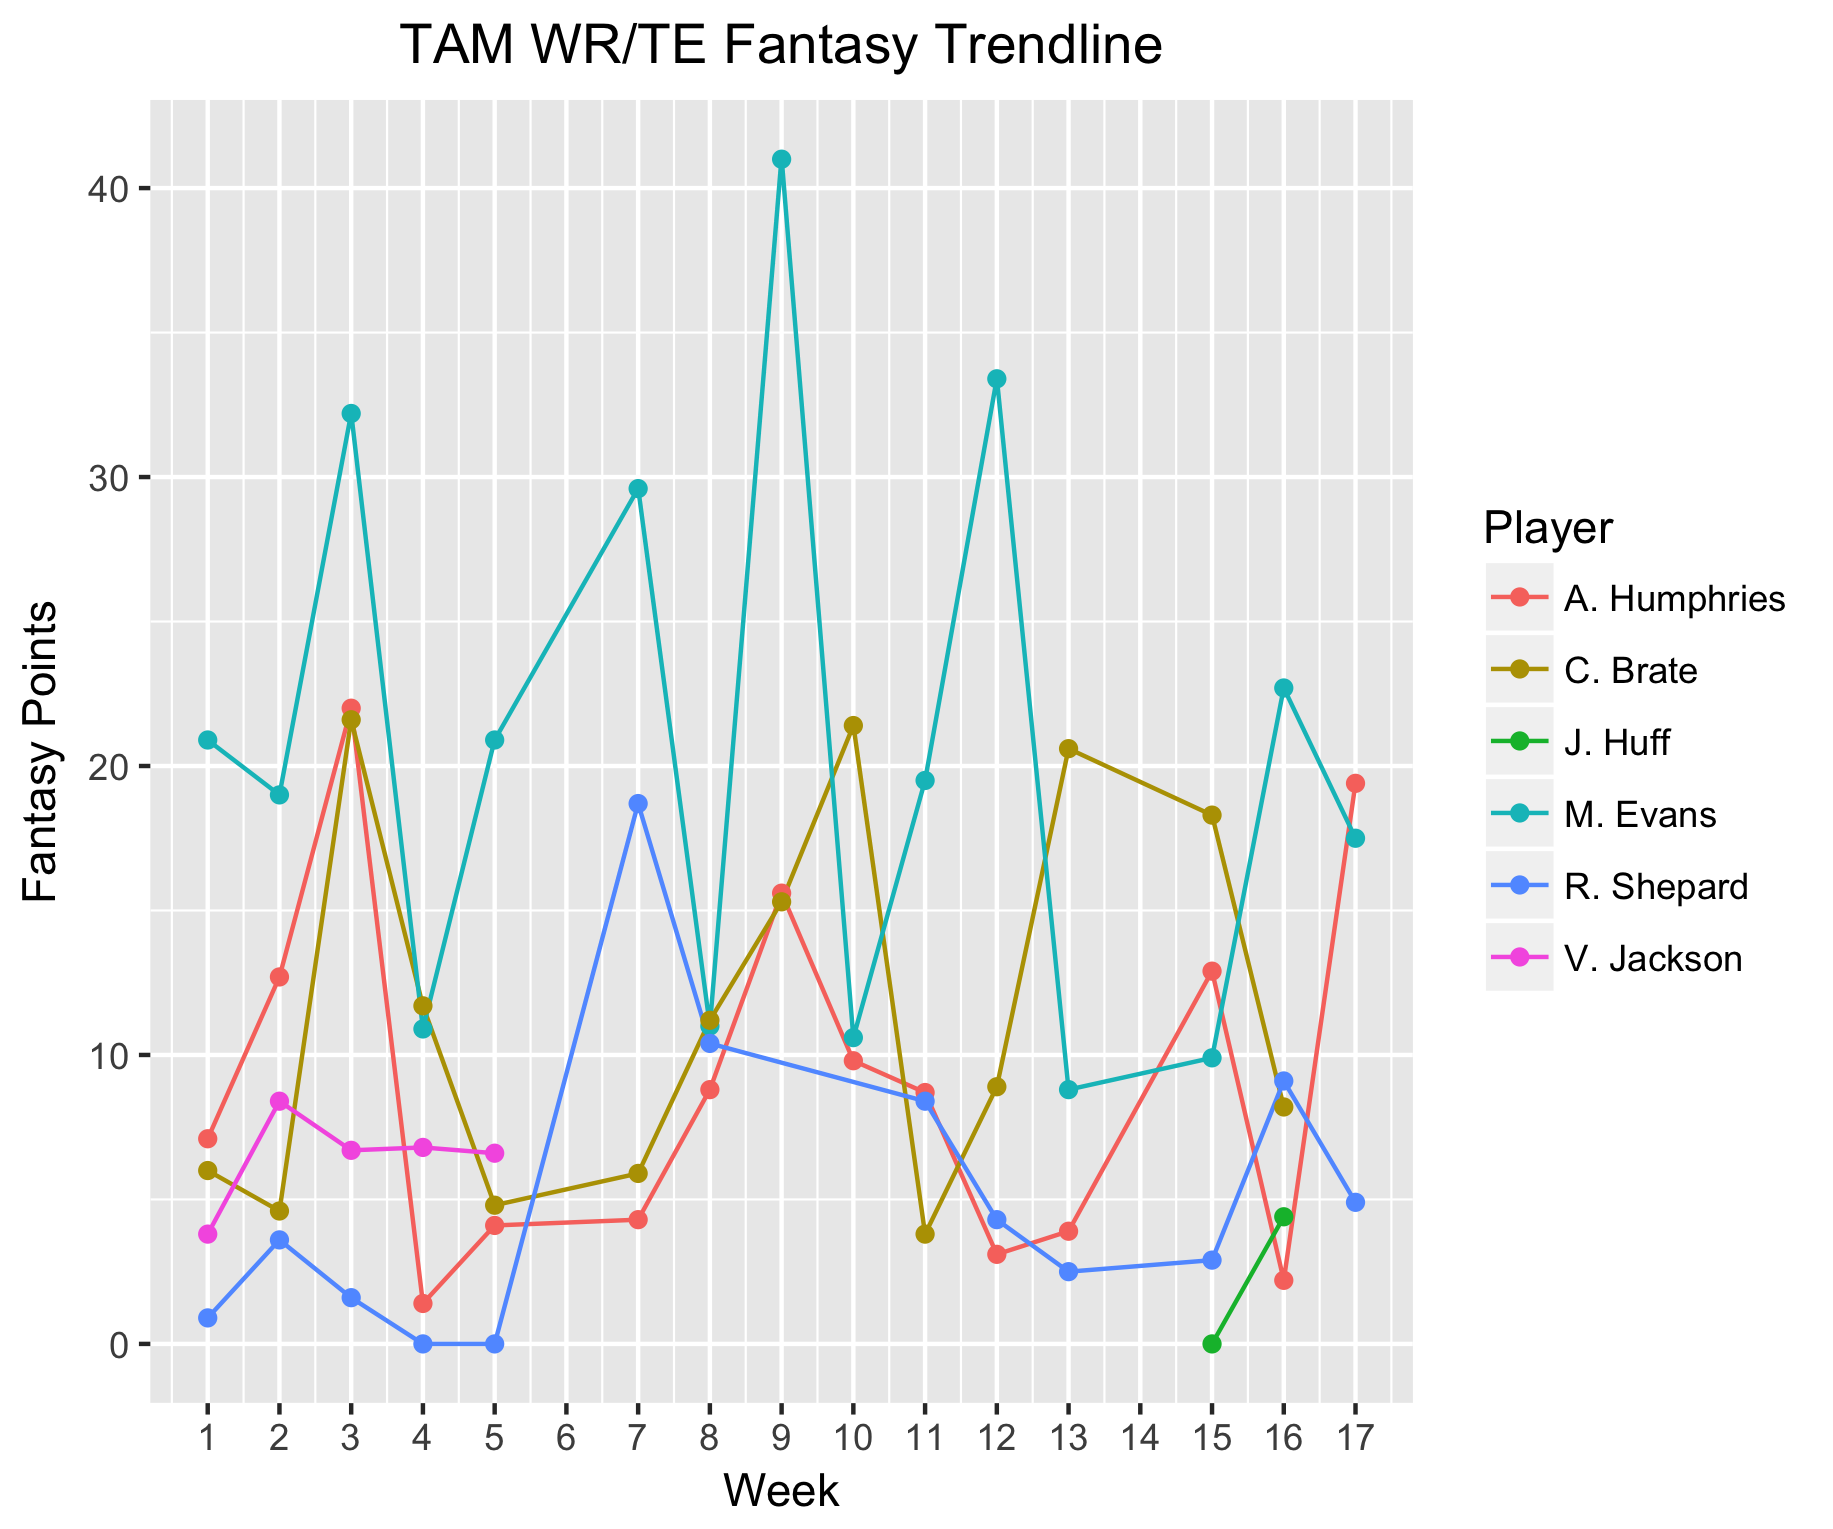 TAM WR/TE Fantasy Trendline
Fantasy Points
40
30
20
10
0
1 2 3 4 5 6 7 8 9 10 11 12 13 14 15 16 17
Week
Player
A. Humphries
C. Brate
J. Huff
M. Evans
R. Shepard
V. Jackson